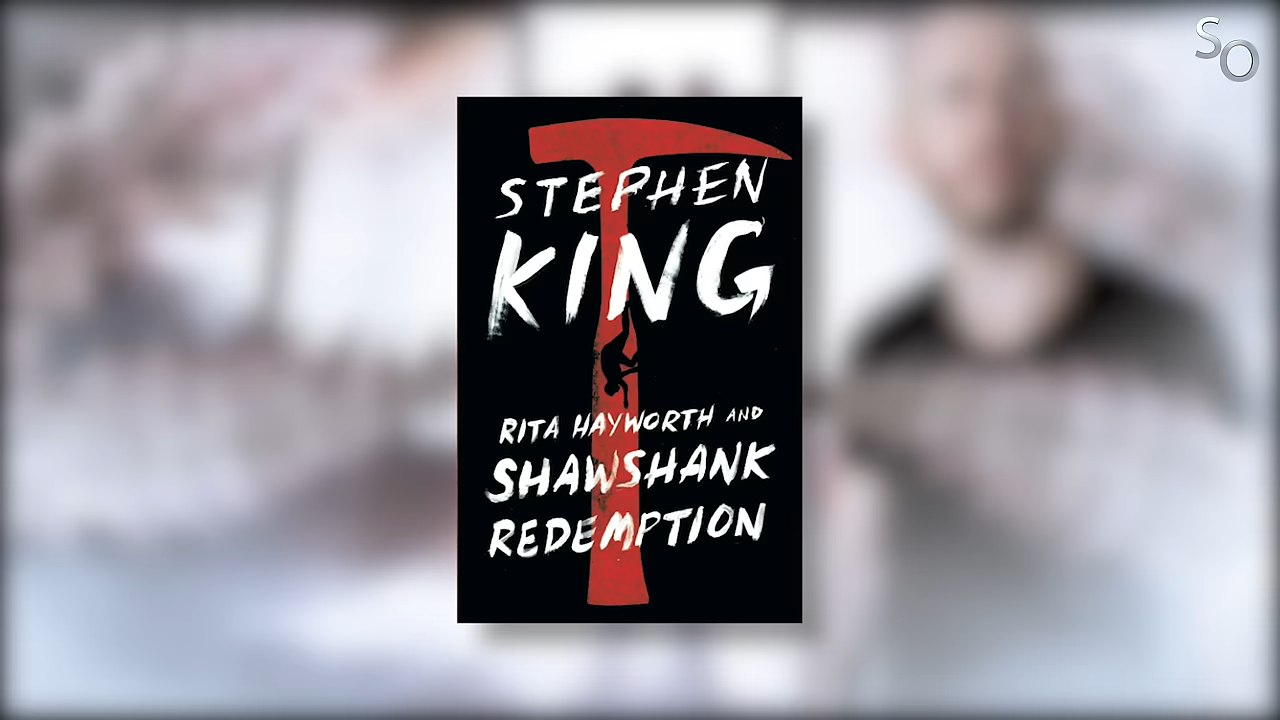 SO
STEPHEN
KING
RITA HAYWORTH AND
SHAWSHANK
REDEMPTION